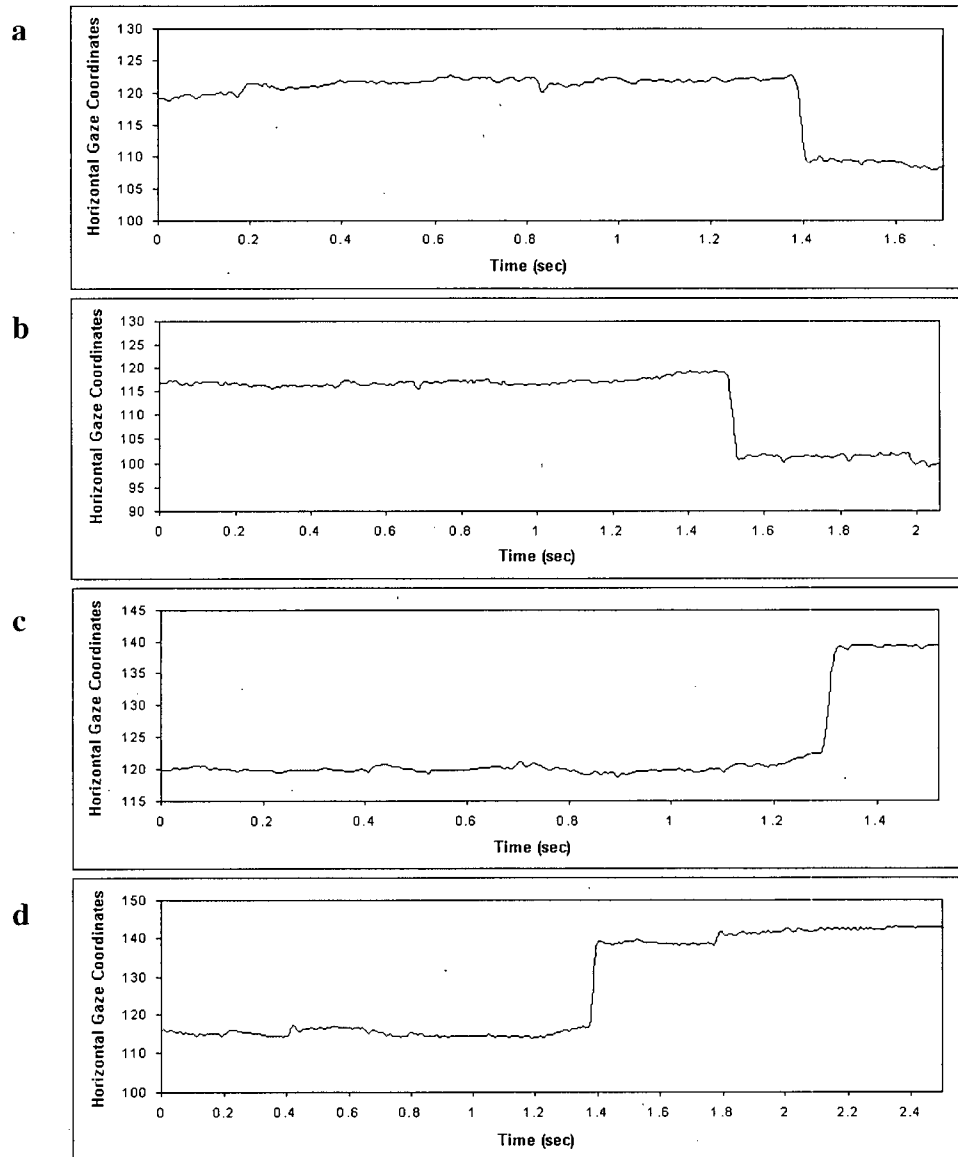 a
Horizontal Gaze Coordinates
130
125
120
115
110
105
100
0 0.2 0.4 0.6 0.8 1 1.2 1.4 1.6
Time (sec)
b
Horizontal Gaze Coordinates
130
125
120
115
110
105
100
95
90
0 0.2 0.4 0.6 0.8 1 1.2 1.4 1.6 1.8 2
Time (sec)
c
Horizontal Gaze Coordinates
145
140
135
130
125
120
115
0 0.2 0.4 0.6 0.8 1 1.2 1.4
Time (sec)
d
Horizontal Gaze Coordinates
150
140
130
120
110
100
0 0.2 0.4 0.6 0.8 1 1.2 1.4 1.6 1.8 2 2.2 2.4
Time (sec)